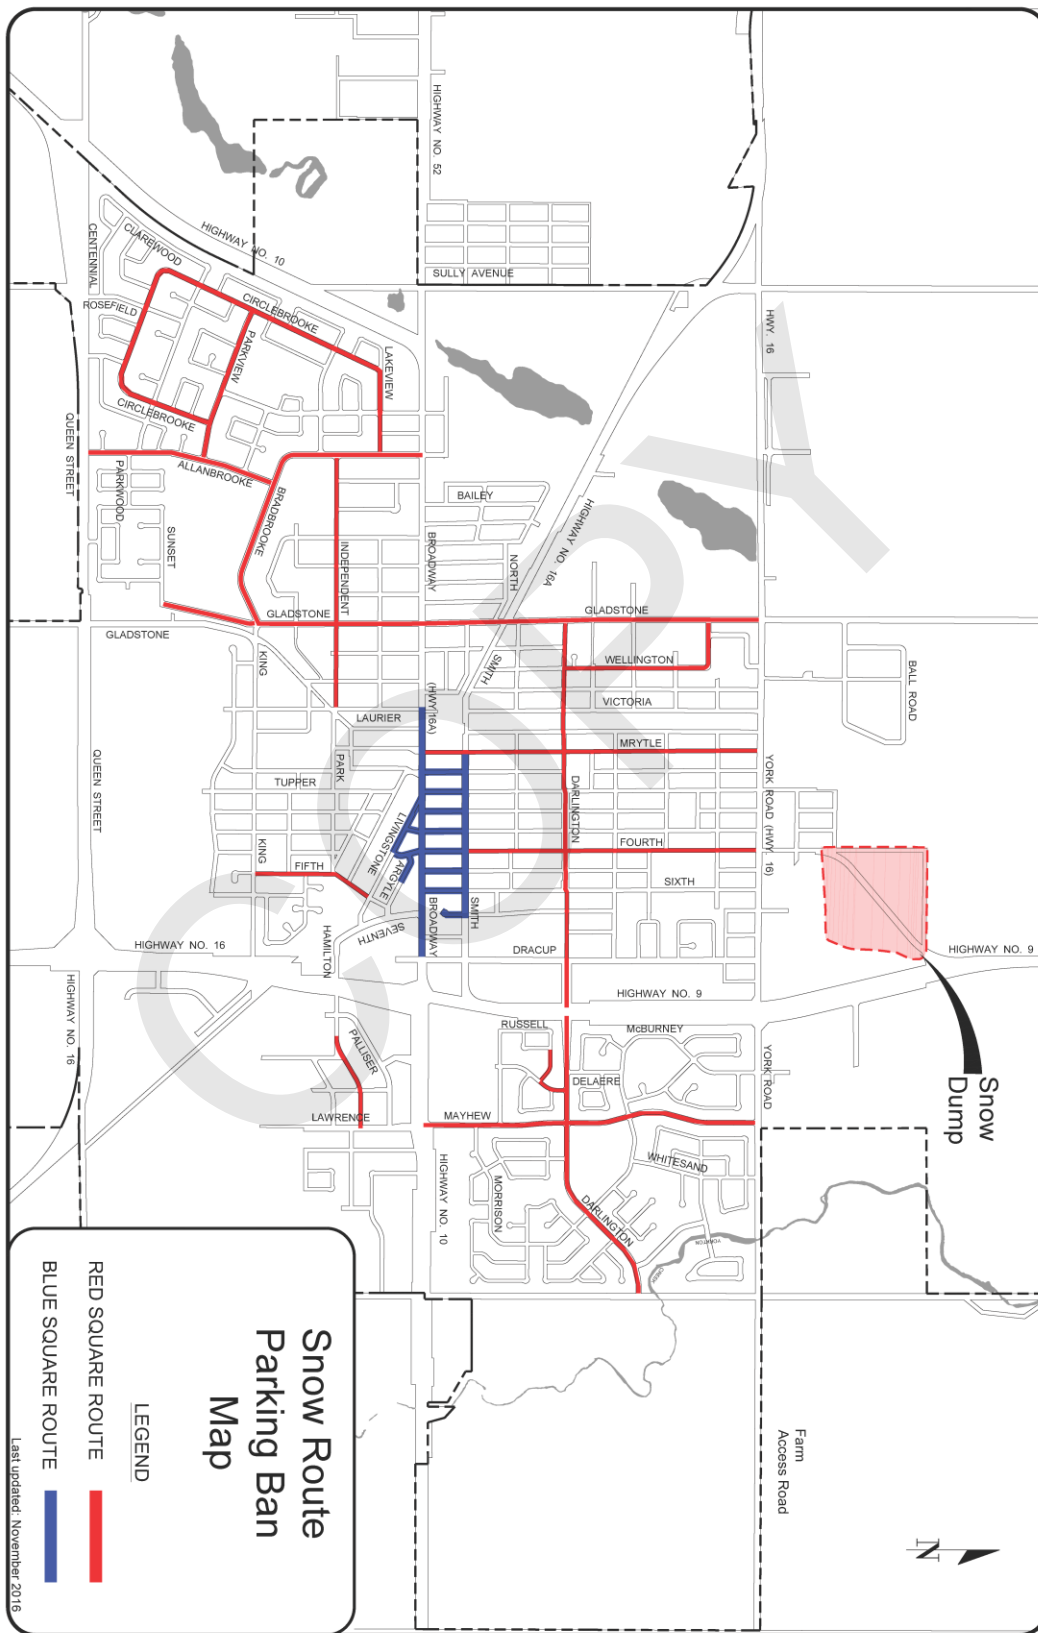 Snow Route
Parking Ban
Map
LEGEND
RED SQUARE ROUTE
BLUE SQUARE ROUTE
Last updated: November 2016
COPY
N
Snow
Dump
Farm
Access Road
HIGHWAY NO. 52
SULLY AVENUE
HIGHWAY NO. 10
HWY. 16
CENTENNIAL
CLAREWOOD
CIRCLEBROOKE
ROSEFIELD
PARKVIEW
LAKEVIEW
CIRCLEBROOKE
QUEEN STREET
ALLANBROOKE
PARKWOOD
BRADBROOKE
SUNSET
INDEPENDENT
BROADWAY
BAILEY
NORTH
HIGHWAY NO. 16A
GLADSTONE
GLADSTONE
GLADSTONE
KING
SMITH
WELLINGTON
VICTORIA
BALL ROAD
(HWY 16A)
LAURIER
PARK
MRYTLE
TUPPER
QUEEN STREET
DARLINGTON
YORK ROAD (HWY. 16)
LIVINGSTONE
ARGYLE
FOURTH
KING
FIFTH
SIXTH
SEVENTH
BROADWAY
SMITH
HAMILTON
DRACUP
HIGHWAY NO. 16
HIGHWAY NO. 9
HIGHWAY NO. 9
HIGHWAY NO. 16
RUSSELL
McBURNEY
PALLISER
DELAERE
YORK ROAD
LAWRENCE
MAYHEW
WHITESAND
HIGHWAY NO. 10
MORRISON
DARLINGTON
YORKTON
CREEK